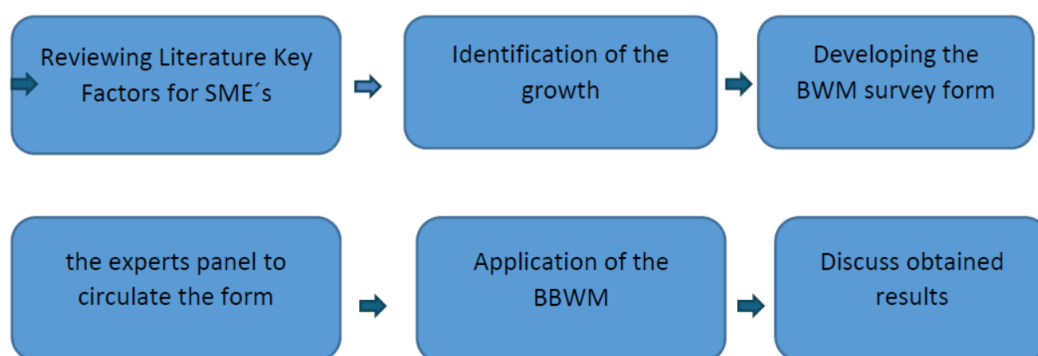 Reviewing Literature Key
Factors for SME´s
Identification of the
growth
Developing the
BWM survey form
the experts panel to
circulate the form
Application of the
BBWM
Discuss obtained
results